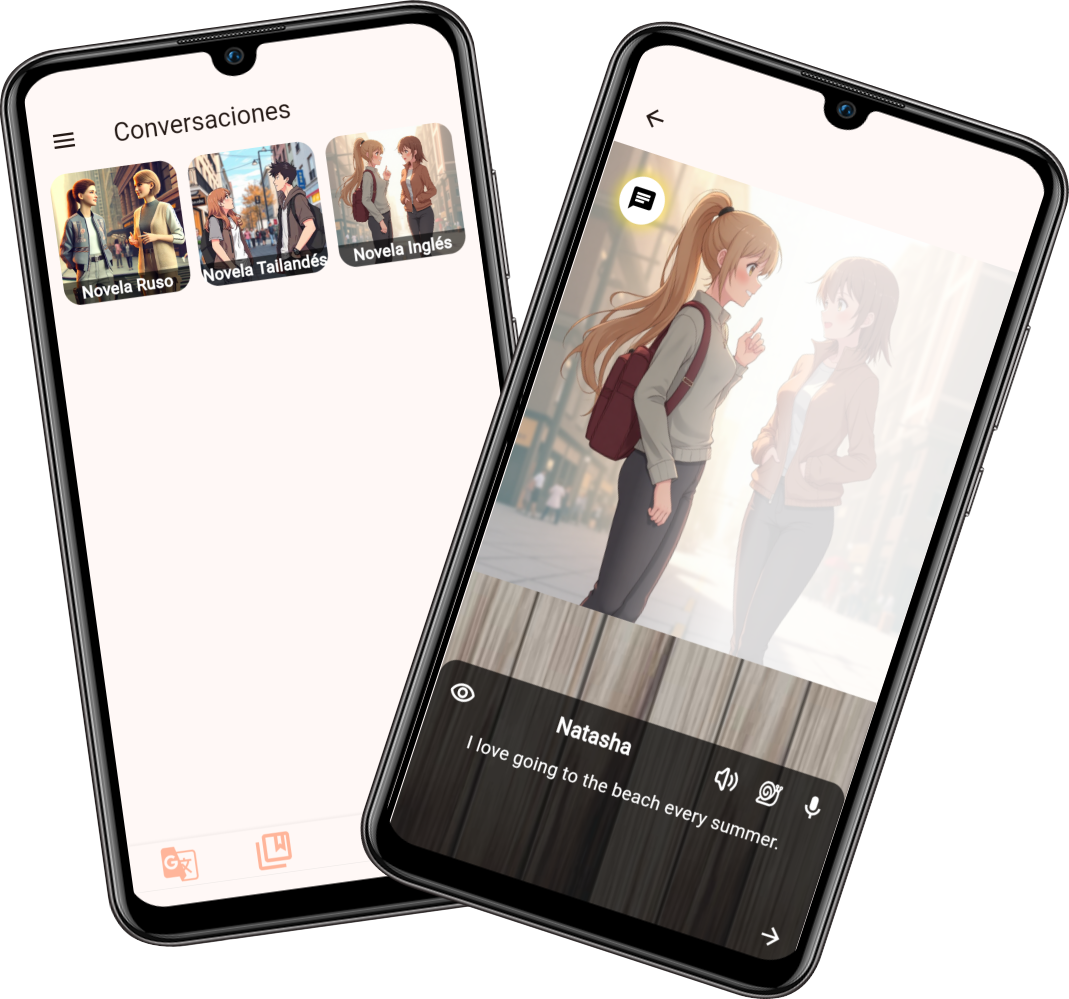 Conversaciones
Novela Ruso
Novela Tailandés
Novela Inglés
Natasha
I love going to the beach every summer.